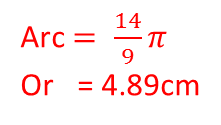 Arc = 14/9 π
Or = 4.89cm